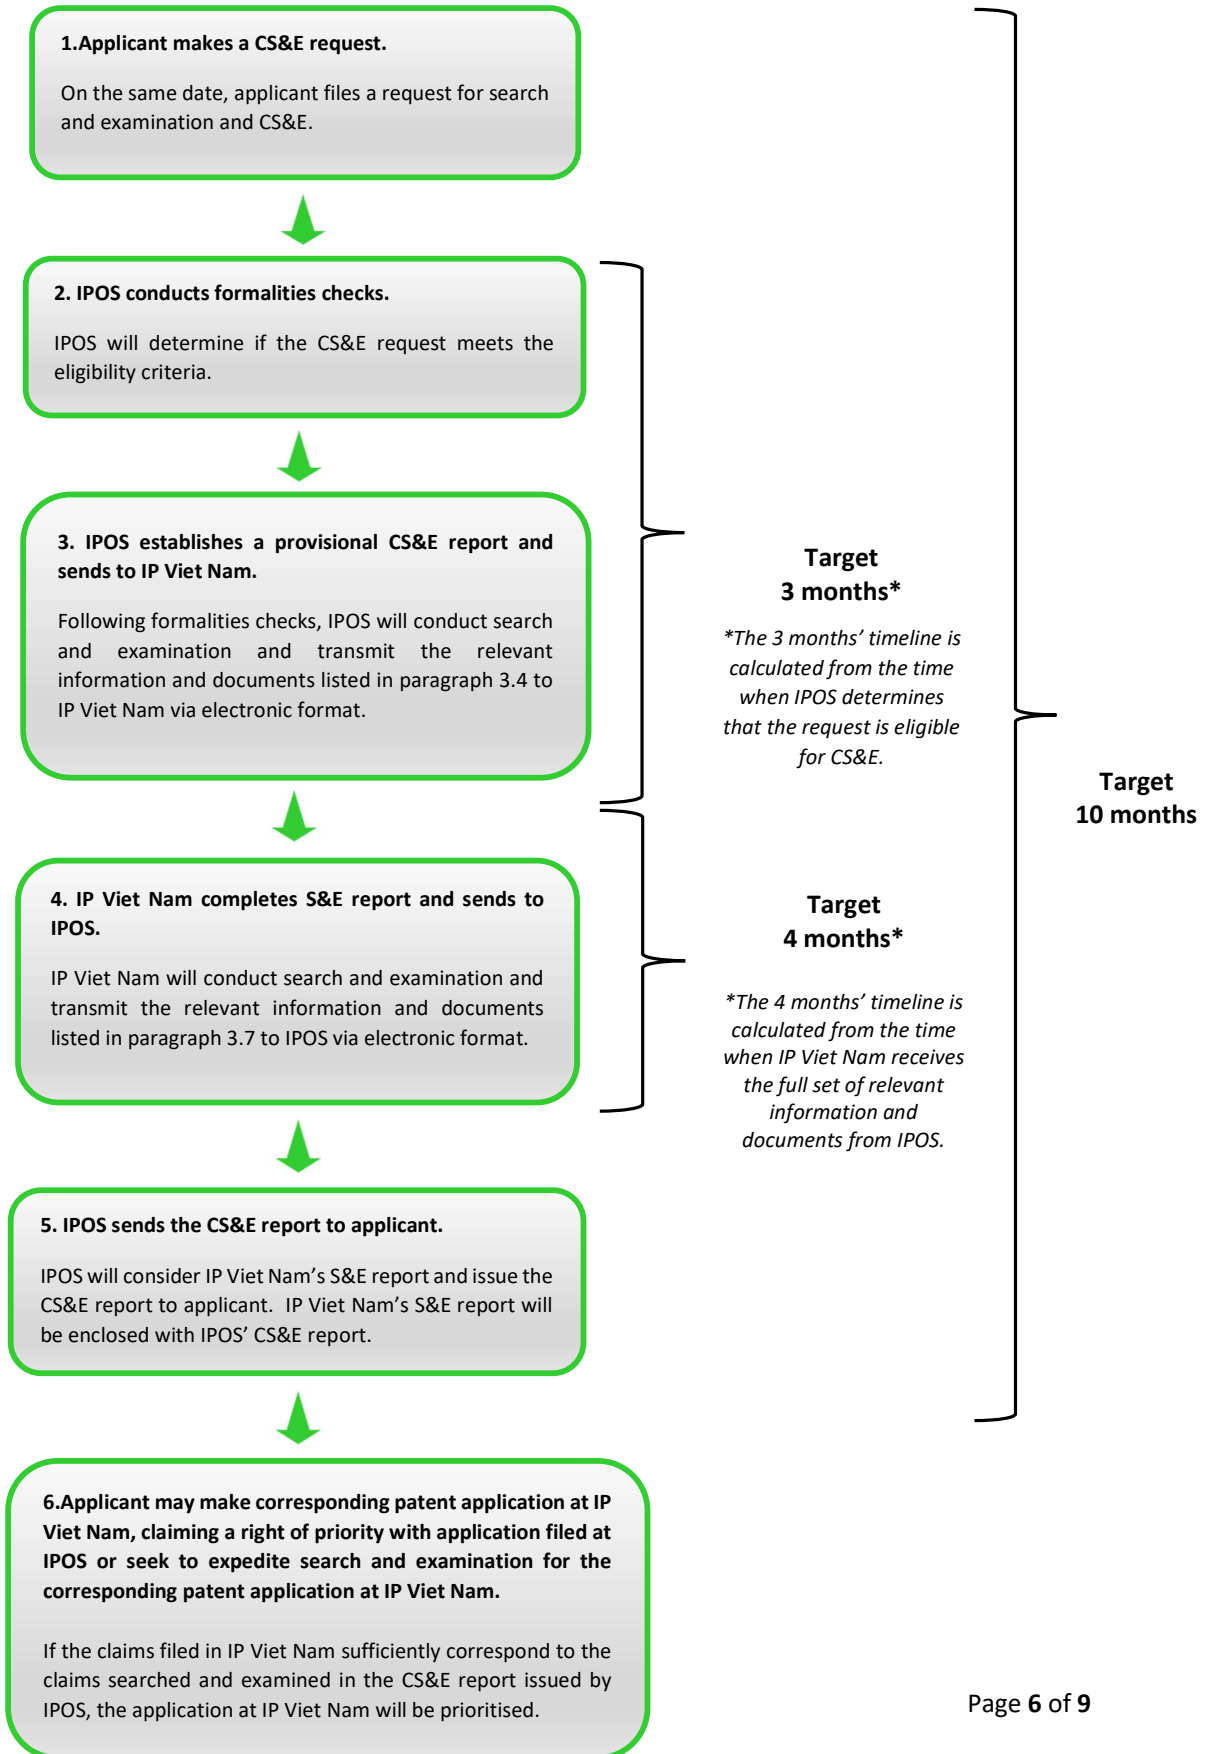 1.Applicant makes a CS&E request.
On the same date, applicant files a request for search
and examination and CS&E.
2. IPOS conducts formalities checks.
IPOS will determine if the CS&E request meets the
eligibility criteria.
3. IPOS establishes a provisional CS&E report and
sends to IP Viet Nam.
Following formalities checks, IPOS will conduct search
and examination and transmit the relevant
information and documents listed in paragraph 3.4 to
IP Viet Nam via electronic format.
Target
3 months*
*The 3 months’ timeline is
calculated from the time
when IPOS determines
that the request is eligible
for CS&E.
Target
10 months
4. IP Viet Nam completes S&E report and sends to
IPOS.
IP Viet Nam will conduct search and examination and
transmit the relevant information and documents
listed in paragraph 3.7 to IPOS via electronic format.
Target
4 months*
*The 4 months’ timeline is
calculated from the time
when IP Viet Nam receives
the full set of relevant
information and
documents from IPOS.
5. IPOS sends the CS&E report to applicant.
IPOS will consider IP Viet Nam’s S&E report and issue the
CS&E report to applicant. IP Viet Nam’s S&E report will
be enclosed with IPOS’ CS&E report.
6.Applicant may make corresponding patent application at IP
Viet Nam, claiming a right of priority with application filed at
IPOS or seek to expedite search and examination for the
corresponding patent application at IP Viet Nam.
If the claims filed in IP Viet Nam sufficiently correspond to the
claims searched and examined in the CS&E report issued by
IPOS, the application at IP Viet Nam will be prioritised.
Page 6 of 9